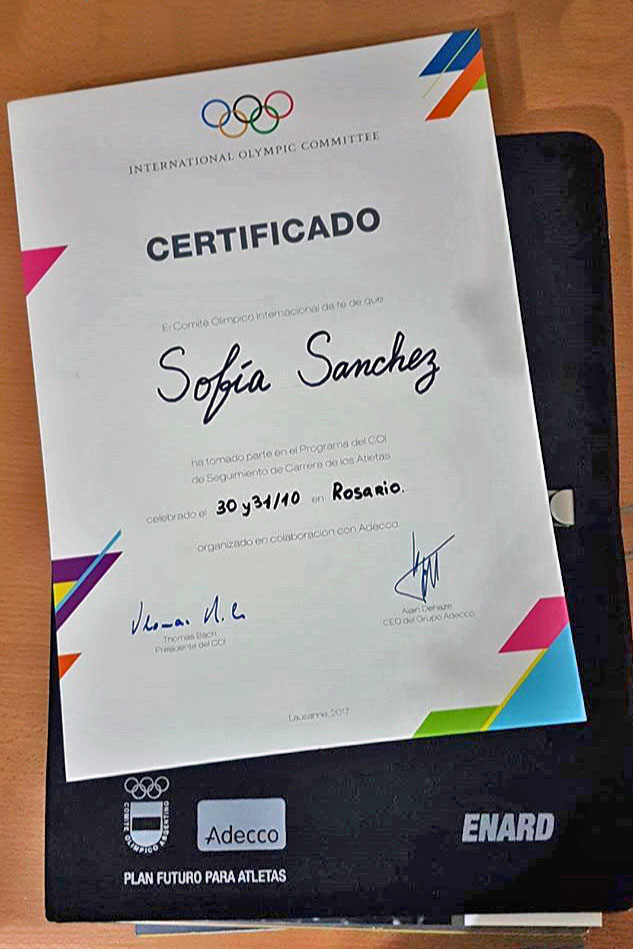 INTERNATIONAL OLYMPIC COMMITTEE
CERTIFICADO
El Comité Olímpico Internacional da fe de que
Sofía Sanchez
ha tomado parte en el Programa del COI
de Seguimiento de Carrera de los Atletas
celebrado el 30 y 31/10 en Rosario.
organizado en colaboración con Adecco.
Thomas Bach
Presidente del COI
Alain Dehaze
CEO del Grupo Adecco
Lausanne, 2017
COMITÉ OLÍMPICO ARGENTINO
Adecco
ENARD
PLAN FUTURO PARA ATLETAS